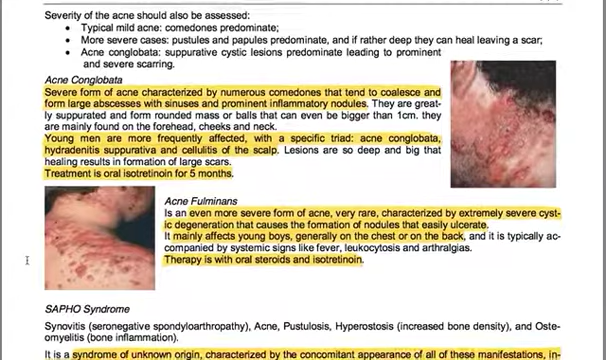 Severity of the acne should also be assessed:
• Typical mild acne: comedones predominate;
• More severe cases: pustules and papules predominate, and if rather deep they can heal leaving a scar;
• Acne conglobata: suppurative cystic lesions predominate leading to prominent
and severe scarring.
Acne Conglobata
Severe form of acne characterized by numerous comedones that tend to coalesce and
form large abscesses with sinuses and prominent inflammatory nodules. They are great-
ly suppurated and form rounded mass or balls that can even be bigger than 1cm. they
are mainly found on the forehead, cheeks and neck.
Young men are more frequently affected, with a specific triad: acne conglobata,
hydradenitis suppurativa and cellulitis of the scalp. Lesions are so deep and big that
healing results in formation of large scars.
Treatment is oral isotretinoin for 5 months.
Acne Fulminans
Is an even more severe form of acne, very rare, characterized by extremely severe cyst-
ic degeneration that causes the formation of nodules that easily ulcerate.
It mainly affects young boys, generally on the chest or on the back, and it is typically ac-
companied by systemic signs like fever, leukocytosis and arthralgias.
Therapy is with oral steroids and isotretinoin.
SAPHO Syndrome
Synovitis (seronegative spondyloarthropathy), Acne, Pustulosis, Hyperostosis (increased bone density), and Oste-
omyelitis (bone inflammation).
It is a syndrome of unknown origin, characterized by the concomitant appearance of all of these manifestations, in-